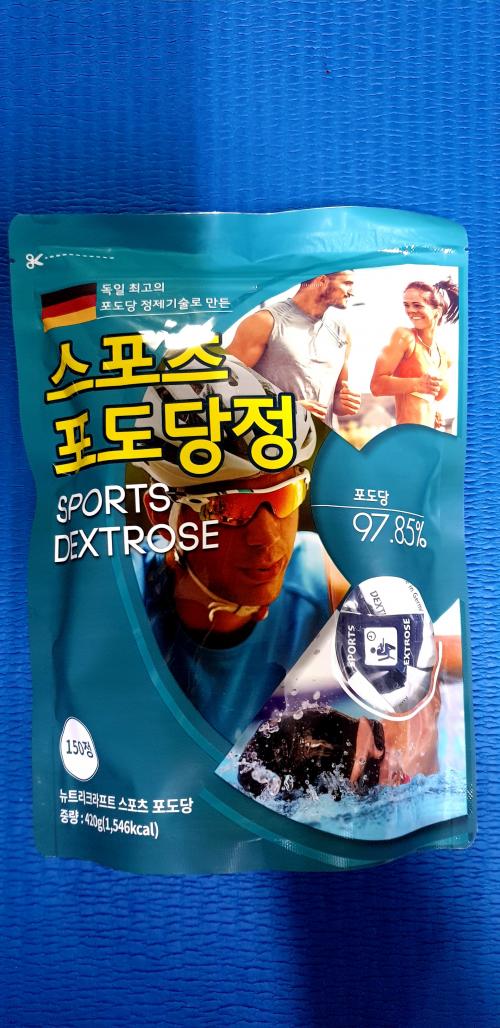 독일 최고의
포도당 정제기술로 만든
스포츠
포도당정
SPORTS
DEXTROSE
포도당
97.85%
SPORTS
DEXTROSE
150정
뉴트리크라프트 스포츠 포도당
중량 : 420g(1,546kcal)